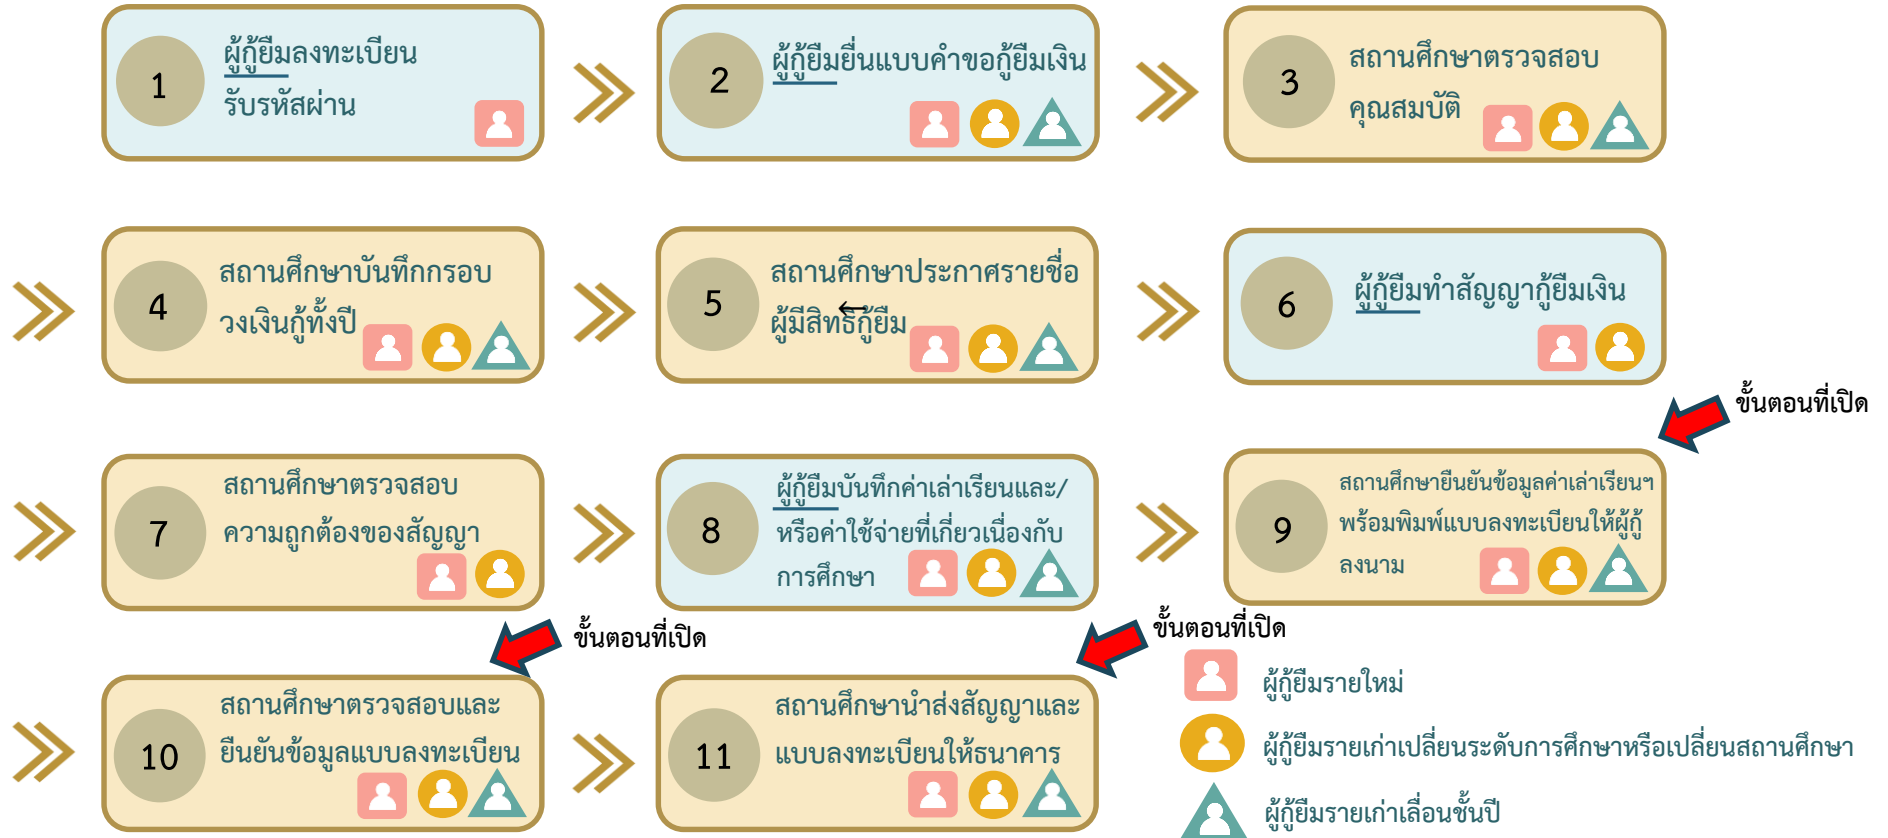 1
ผู้กู้ยืมลงทะเบียน
รับรหัสผ่าน
2
ผู้กู้ยืมยื่นแบบคำขอกู้ยืมเงิน
3
สถานศึกษาตรวจสอบ
คุณสมบัติ
4
สถานศึกษาบันทึกกรอบ
วงเงินกู้ทั้งปี
5
สถานศึกษาประกาศรายชื่อ
ผู้มีสิทธิ์กู้ยืม
6
ผู้กู้ยืมทำสัญญากู้ยืมเงิน
ขั้นตอนที่เปิด
7
สถานศึกษาตรวจสอบ
ความถูกต้องของสัญญา
8
ผู้กู้ยืมบันทึกค่าเล่าเรียนและ/
หรือค่าใช้จ่ายที่เกี่ยวเนื่องกับ
การศึกษา
9
สถานศึกษายืนยันข้อมูลค่าเล่าเรียนฯ
พร้อมพิมพ์แบบลงทะเบียนให้ผู้กู้
ลงนาม
ขั้นตอนที่เปิด
ขั้นตอนที่เปิด
10
สถานศึกษาตรวจสอบและ
ยืนยันข้อมูลแบบลงทะเบียน
11
สถานศึกษานำส่งสัญญาและ
แบบลงทะเบียนให้ธนาคาร
ผู้กู้ยืมรายใหม่
ผู้กู้ยืมรายเก่าเปลี่ยนระดับการศึกษาหรือเปลี่ยนสถานศึกษา
ผู้กู้ยืมรายเก่าเลื่อนชั้นปี